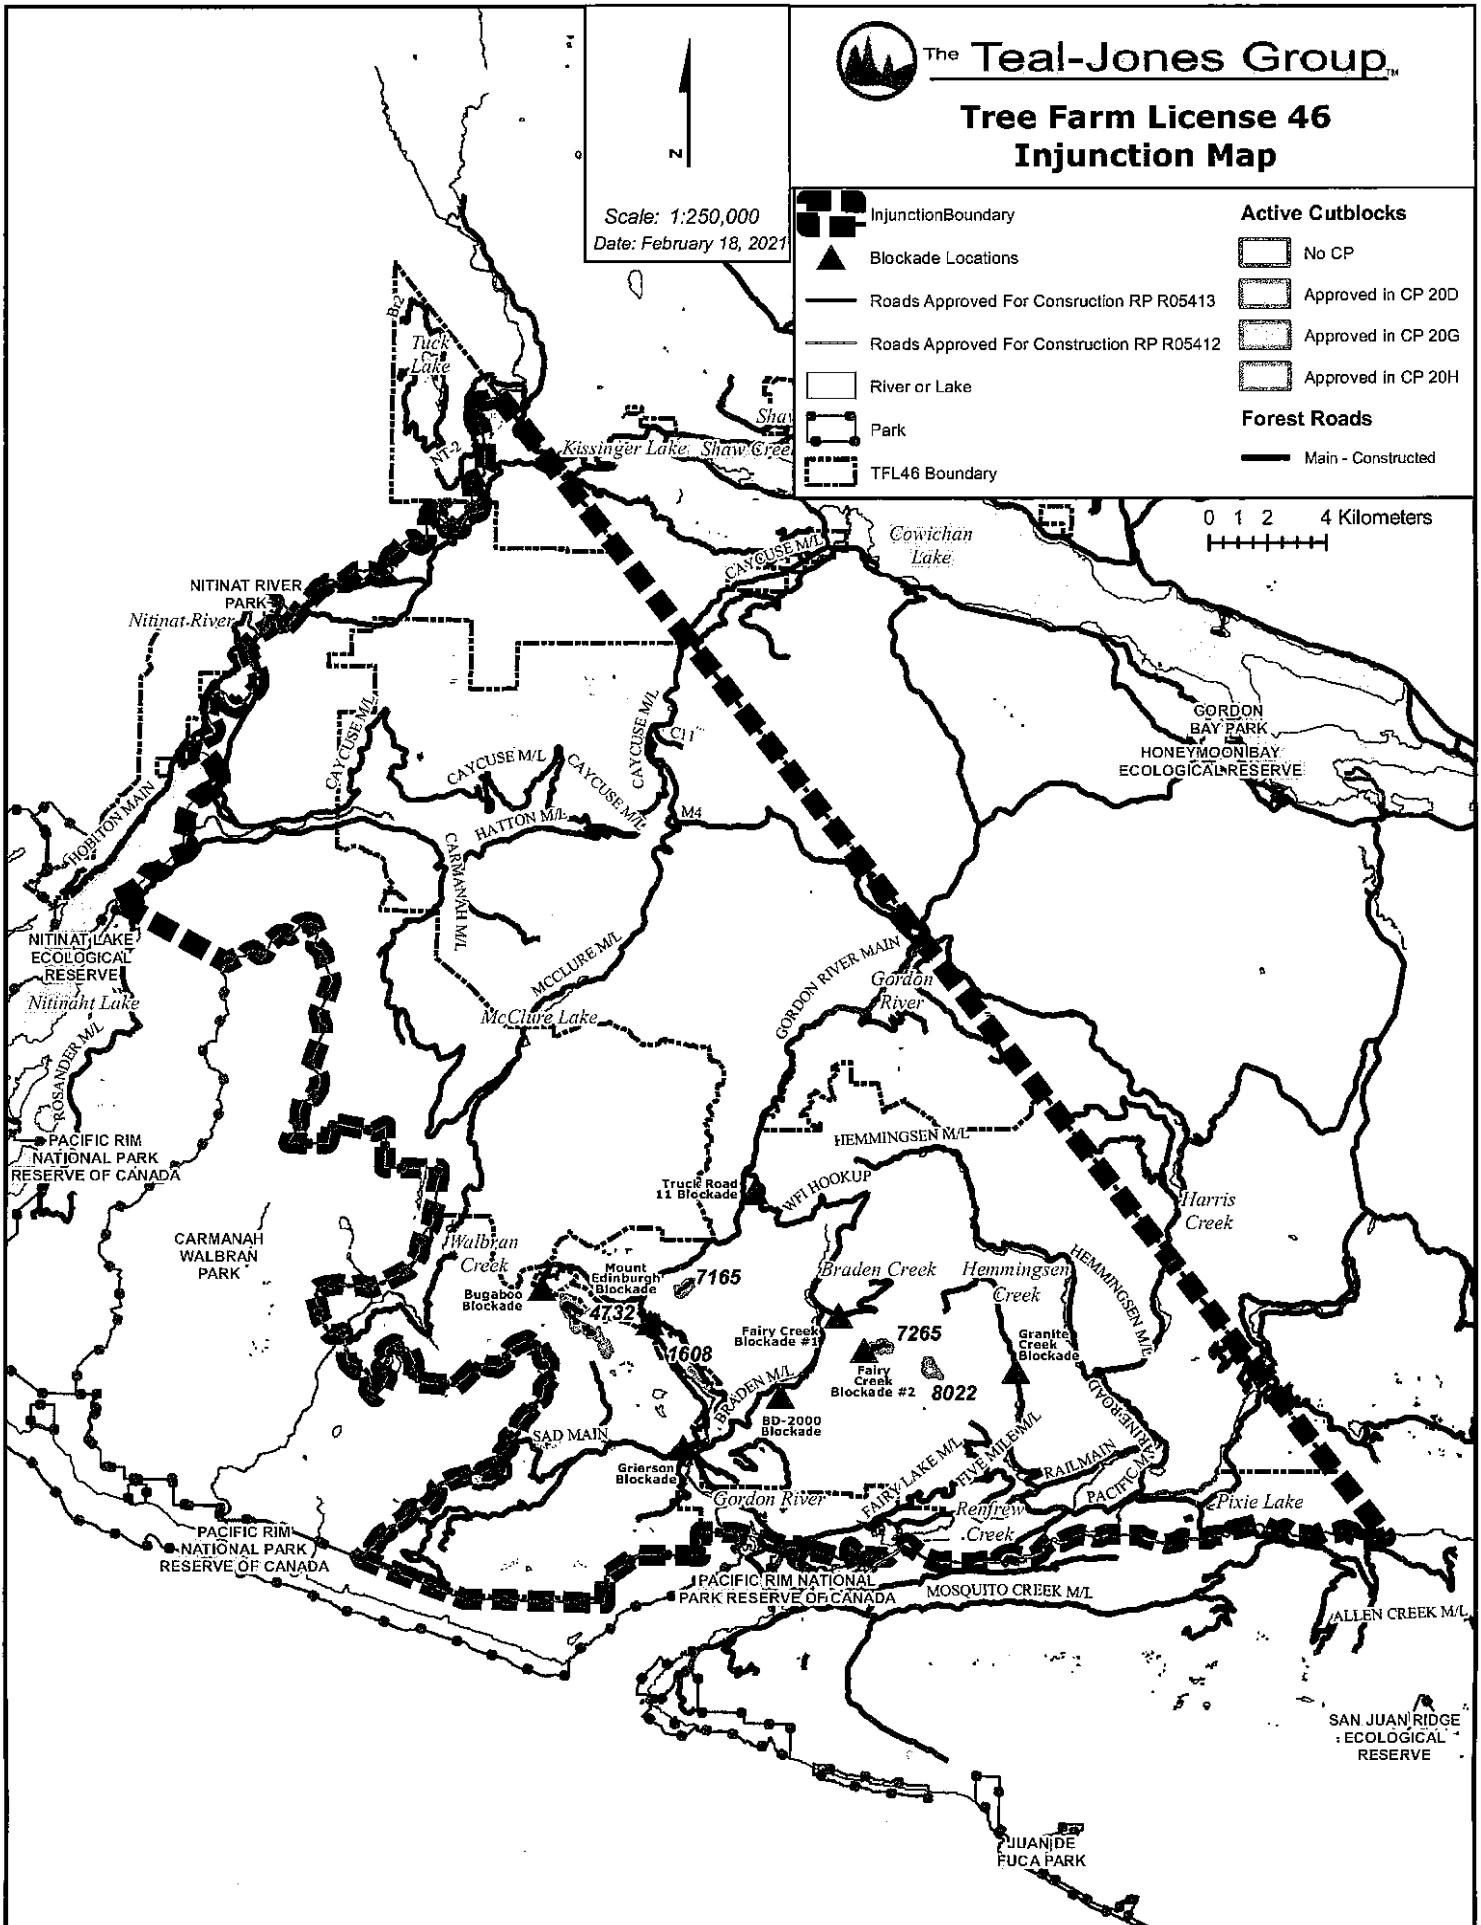 The Teal-Jones Group™
Tree Farm License 46
Injunction Map
N
Scale: 1:250,000
Date: February 18, 2021
InjunctionBoundary
Blockade Locations
Roads Approved For Consruction RP R05413
Roads Approved For Construction RP R05412
River or Lake
Park
TFL46 Boundary
Active Cutblocks
No CP
Approved in CP 20D
Approved in CP 20G
Approved in CP 20H
Forest Roads
Main - Constructed
0 1 2 4 Kilometers
Br2
Tuck
Lake
NT-2
Kissinger Lake
Shaw Cree
Sha
CAYCUSE M/L
Cowichan
Lake
NITINAT RIVER
PARK
Nitinat River
CAYCUSE M/L
CAYCUSE M/L
C11
CAYCUSE M/L
CAYCUSE M/L
GORDON
BAY PARK
HONEYMOON BAY
ECOLOGICAL RESERVE
HOBITON MAIN
HATTON M/L
M4
CARMANAH M/L
NITINAT LAKE
ECOLOGICAL
RESERVE
Nitinaht Lake
MCCLURE M/L
GORDON RIVER MAIN
Gordon
River
McClure Lake
ROSANDER M/L
PACIFIC RIM
NATIONAL PARK
RESERVE OF CANADA
HEMMINGSEN M/L
Truck Road
11 Blockade
WFI HOOKUP
Harris
Creek
CARMANAH
WALBRAN
PARK
Walbran
Creek
Mount
Edinburgh
Blockade
7165
Braden Creek
Hemmingsen
Creek
HEMMINGSEN M/L
Bugaboo
Blockade
4732
Fairy Creek
Blockade #1
7265
Granite
Creek
Blockade
1608
Fairy
Creek
Blockade #2
8022
BRADEN M/L
BD-2000
Blockade
SAD MAIN
Grierson
Blockade
FAIRY LAKE M/L
FIVE MILE M/L
RAILMAIN
PACIFIC M
Gordon River
Renfrew
Creek
Pixie Lake
PACIFIC RIM
NATIONAL PARK
RESERVE OF CANADA
PACIFIC RIM NATIONAL
PARK RESERVE OF CANADA
MOSQUITO CREEK M/L
ALLEN CREEK M/L
SAN JUAN RIDGE
ECOLOGICAL
RESERVE
JUAN DE
FUCA PARK